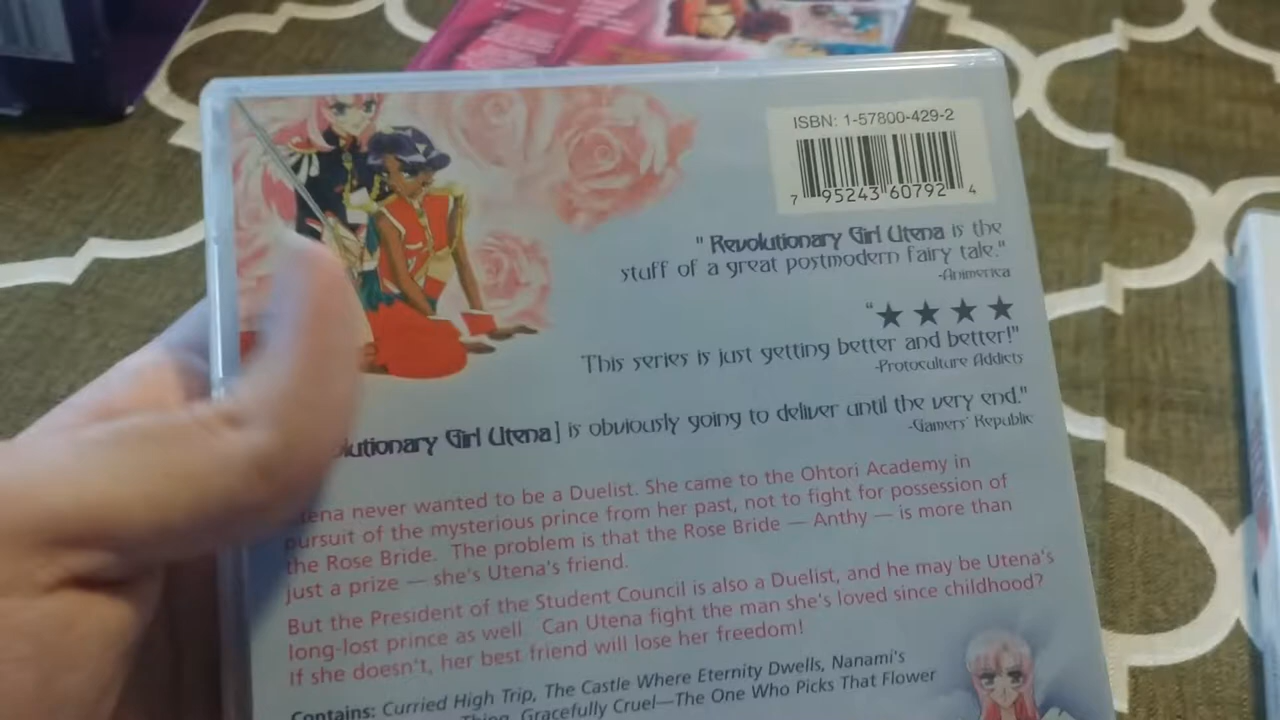 ISBN: 1-57800-429-2
7 95243 60792 4
" Revolutionary Girl Utena is the
stuff of a great postmodern fairy tale."
-Animerica
"★ ★ ★ ★
This series is just getting better and better!"
-Protoculture Addicts
lutionary Girl Utena] is obviously going to deliver until the very end."
-Gamers' Republic
tena never wanted to be a Duelist. She came to the Ohtori Academy in
pursuit of the mysterious prince from her past, not to fight for possession of
the Rose Bride. The problem is that the Rose Bride — Anthy — is more than
just a prize — she's Utena's friend.
But the President of the Student Council is also a Duelist, and he may be Utena's
long-lost prince as well. Can Utena fight the man she's loved since childhood?
If she doesn't, her best friend will lose her freedom!
Contains: Curried High Trip, The Castle Where Eternity Dwells, Nanami's
Thing, Gracefully Cruel—The One Who Picks That Flower